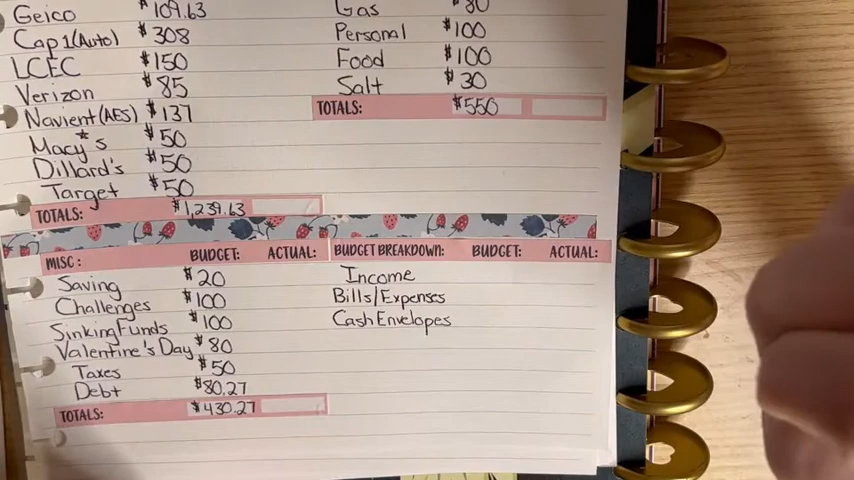 Geico $109.63
Cap1(Auto) $308
LCEC $150
Verizon $85
Navient(AES) $137
Macy*s $50
Dillard's $50
Target $50
TOTALS: $1,239.63
Gas $80
Personal $100
Food $100
Salt $30
TOTALS: $550
MISC: BUDGET: ACTUAL:
Saving $20
Challenges $100
Sinking Funds $100
Valentine's Day $80
Taxes $50
Debt $80.27
TOTALS: $430.27
BUDGET BREAKDOWN: BUDGET: ACTUAL:
Income
Bills/Expenses
Cash Envelopes